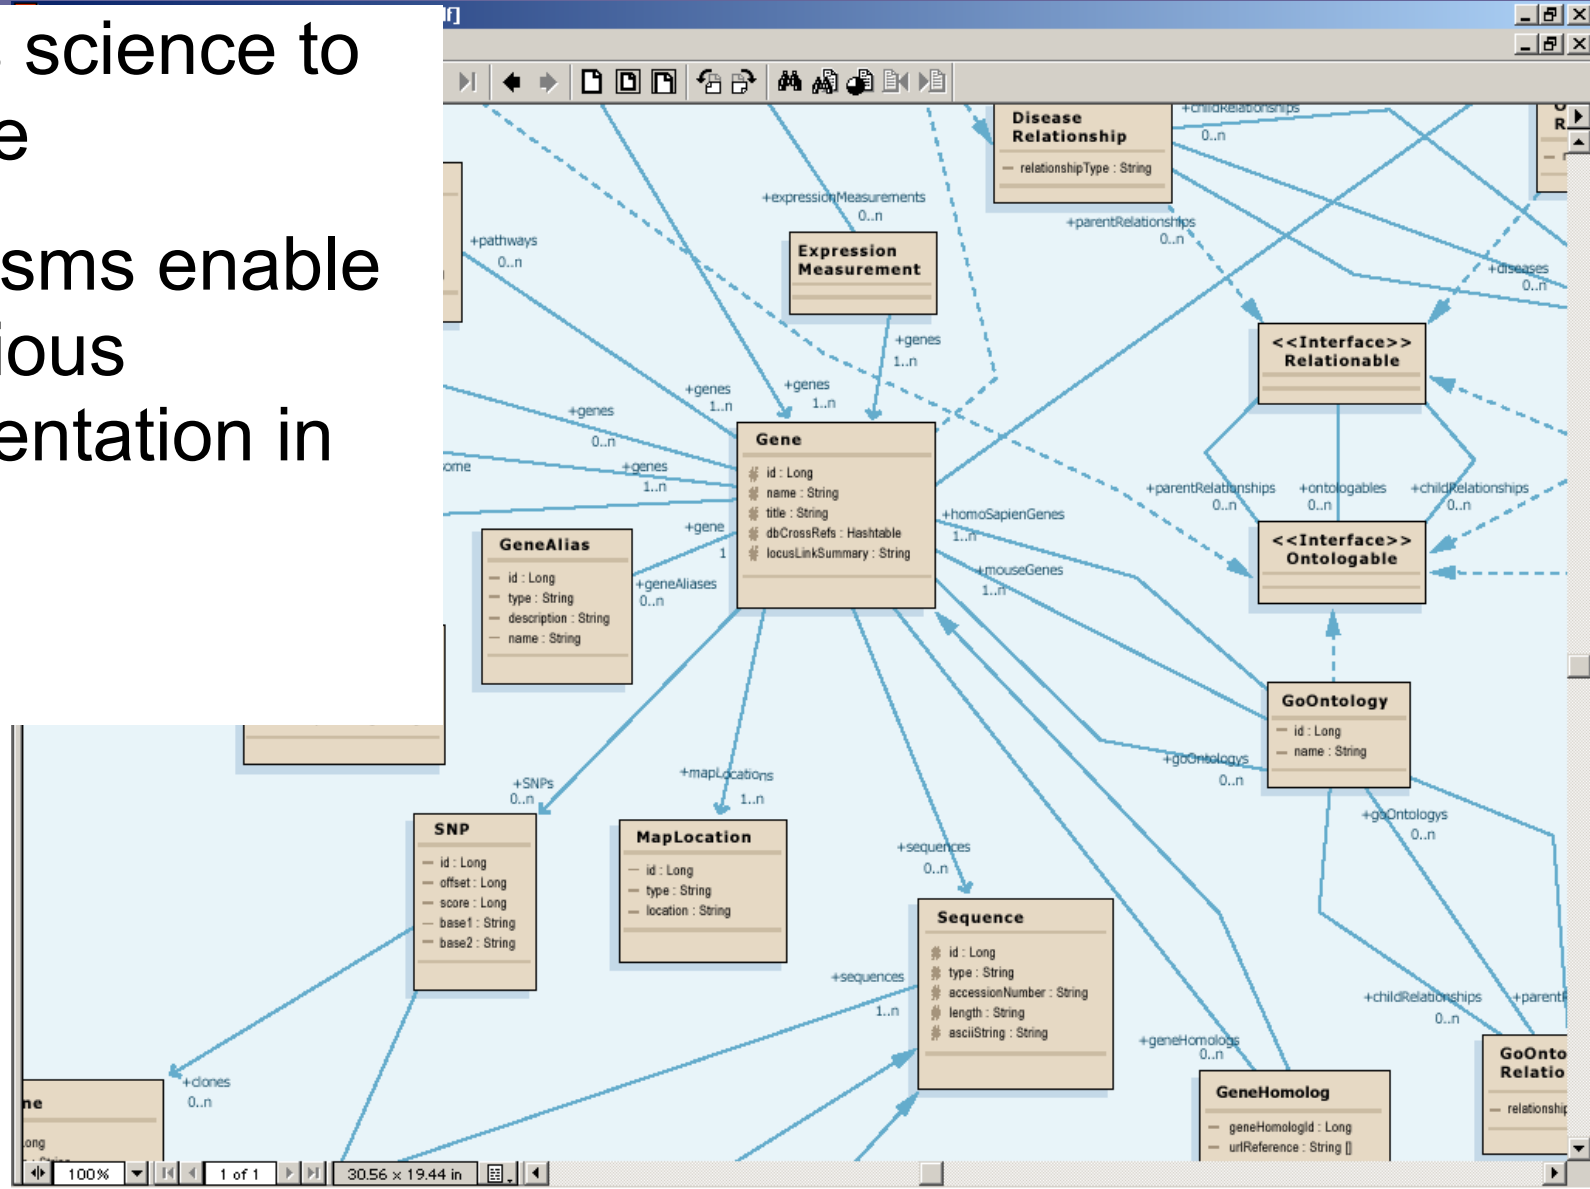 science to
enable
ious
entation in
f]
Disease
Relationship
relationshipType : String
+childRelationships
0..n
+expressionMeasurements
0..n
+parentRelationships
0..n
+pathways
0..n
Expression
Measurement
+diseases
0..n
+genes
1..n
<<Interface>>
Relationable
+genes
1..n
+genes
1..n
+genes
0..n
Gene
id : Long
name : String
title : String
dbCrossRefs : Hashtable
locusLinkSummary : String
+genes
1..n
+parentRelationships
0..n
+ontologables
0..n
+childRelationships
0..n
+homoSapienGenes
1..n
+gene
1
GeneAlias
id : Long
type : String
description : String
name : String
<<Interface>>
Ontologable
+geneAliases
0..n
+mouseGenes
1..n
GoOntology
id : Long
name : String
+goOntologys
0..n
+SNPs
0..n
+mapLocations
1..n
+goOntologys
0..n
SNP
id : Long
offset : Long
score : Long
base1 : String
base2 : String
MapLocation
id : Long
type : String
location : String
+sequences
0..n
Sequence
id : Long
type : String
accessionNumber : String
length : String
asciiString : String
+sequences
1..n
+childRelationships
0..n
+geneHomologs
0..n
+clones
0..n
GeneHomolog
geneHomologId : Long
urlReference : String []
100%
1 of 1
30.56 x 19.44 in